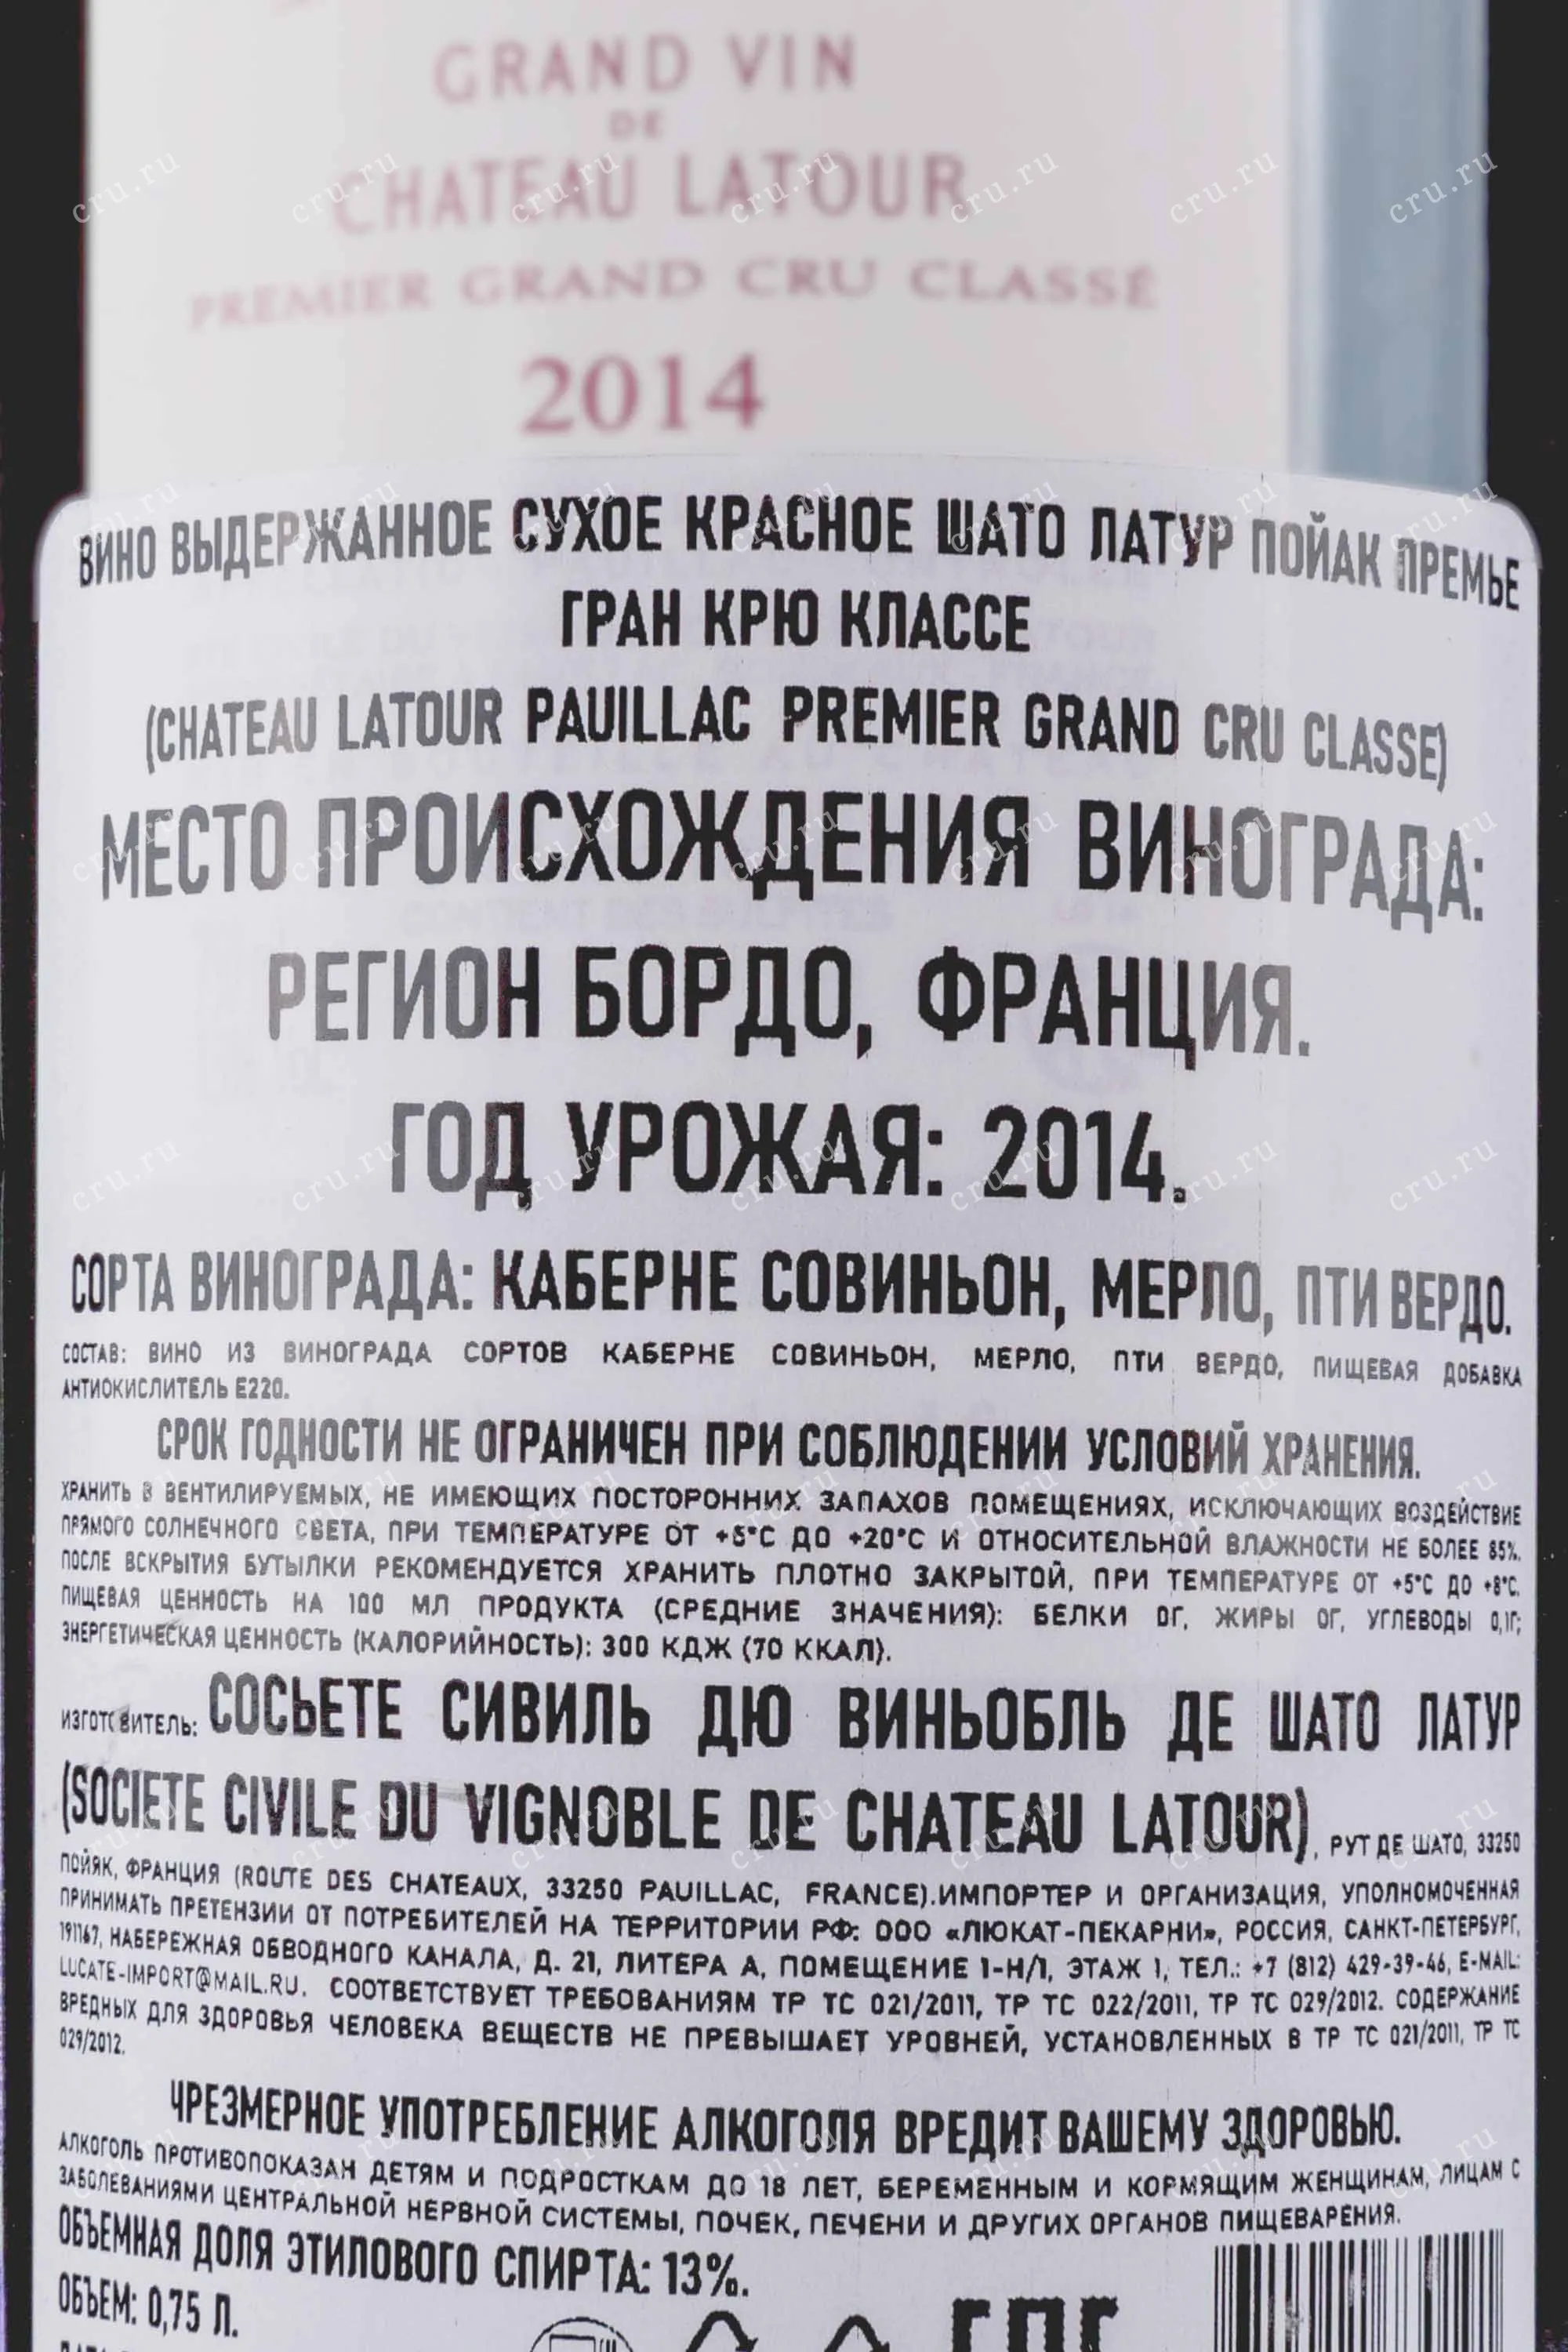 GRAND VIN
DE
CHATEAU LATOUR
PREMIER GRAND CRU CLASSÉ
2014
ВИНО ВЫДЕРЖАННОЕ СУХОЕ КРАСНОЕ ШАТО ЛАТУР ПОЙАК ПРЕМЬЕ
ГРАН КРЮ КЛАССЕ
(CHATEAU LATOUR PAUILLAC PREMIER GRAND CRU CLASSE)
МЕСТО ПРОИСХОЖДЕНИЯ ВИНОГРАДА:
РЕГИОН БОРДО, ФРАНЦИЯ.
ГОД УРОЖАЯ: 2014.
СОРТА ВИНОГРАДА: КАБЕРНЕ СОВИНЬОН, МЕРЛО, ПТИ ВЕРДО.
СОСТАВ: ВИНО ИЗ ВИНОГРАДА СОРТОВ КАБЕРНЕ СОВИНЬОН, МЕРЛО, ПТИ ВЕРДО, ПИЩЕВАЯ ДОБАВКА
АНТИОКИСЛИТЕЛЬ Е220.
СРОК ГОДНОСТИ НЕ ОГРАНИЧЕН ПРИ СОБЛЮДЕНИИ УСЛОВИЙ ХРАНЕНИЯ.
ХРАНИТЬ В ВЕНТИЛИРУЕМЫХ, НЕ ИМЕЮЩИХ ПОСТОРОННИХ ЗАПАХОВ ПОМЕЩЕНИЯХ, ИСКЛЮЧАЮЩИХ ВОЗДЕЙСТВИЕ
ПРЯМОГО СОЛНЕЧНОГО СВЕТА, ПРИ ТЕМПЕРАТУРЕ ОТ +5°С ДО +20°С И ОТНОСИТЕЛЬНОЙ ВЛАЖНОСТИ НЕ БОЛЕЕ 85%.
ПОСЛЕ ВСКРЫТИЯ БУТЫЛКИ РЕКОМЕНДУЕТСЯ ХРАНИТЬ ПЛОТНО ЗАКРЫТОЙ, ПРИ ТЕМПЕРАТУРЕ ОТ +5°С ДО +8°С.
ПИЩЕВАЯ ЦЕННОСТЬ НА 100 МЛ ПРОДУКТА (СРЕДНИЕ ЗНАЧЕНИЯ): БЕЛКИ 0Г, ЖИРЫ 0Г, УГЛЕВОДЫ 0,1Г;
ЭНЕРГЕТИЧЕСКАЯ ЦЕННОСТЬ (КАЛОРИЙНОСТЬ): 300 КДЖ (70 ККАЛ).
ИЗГОТОВИТЕЛЬ: СОСЬЕТЕ СИВИЛЬ ДЮ ВИНЬОБЛЬ ДЕ ШАТО ЛАТУР
(SOCIETE CIVILE DU VIGNOBLE DE CHATEAU LATOUR), РУТ ДЕ ШАТО, 33250
ПОЙЯК, ФРАНЦИЯ (ROUTE DES CHATEAUX, 33250 PAUILLAC, FRANCE).ИМПОРТЕР И ОРГАНИЗАЦИЯ, УПОЛНОМОЧЕННАЯ
ПРИНИМАТЬ ПРЕТЕНЗИИ ОТ ПОТРЕБИТЕЛЕЙ НА ТЕРРИТОРИИ РФ: ООО «ЛЮКАТ-ПЕКАРНИ», РОССИЯ, САНКТ-ПЕТЕРБУРГ,
191167, НАБЕРЕЖНАЯ ОБВОДНОГО КАНАЛА, Д. 21, ЛИТЕРА А, ПОМЕЩЕНИЕ 1-Н/1, ЭТАЖ 1, ТЕЛ.: +7 (812) 429-39-46, E-MAIL:
LUCATE-IMPORT@MAIL.RU. СООТВЕТСТВУЕТ ТРЕБОВАНИЯМ ТР ТС 021/2011, ТР ТС 022/2011, ТР ТС 029/2012. СОДЕРЖАНИЕ
ВРЕДНЫХ ДЛЯ ЗДОРОВЬЯ ЧЕЛОВЕКА ВЕЩЕСТВ НЕ ПРЕВЫШАЕТ УРОВНЕЙ, УСТАНОВЛЕННЫХ В ТР ТС 021/2011, ТР ТС
029/2012.
ЧРЕЗМЕРНОЕ УПОТРЕБЛЕНИЕ АЛКОГОЛЯ ВРЕДИТ ВАШЕМУ ЗДОРОВЬЮ.
АЛКОГОЛЬ ПРОТИВОПОКАЗАН ДЕТЯМ И ПОДРОСТКАМ ДО 18 ЛЕТ, БЕРЕМЕННЫМ И КОРМЯЩИМ ЖЕНЩИНАМ, ЛИЦАМ С
ЗАБОЛЕВАНИЯМИ ЦЕНТРАЛЬНОЙ НЕРВНОЙ СИСТЕМЫ, ПОЧЕК, ПЕЧЕНИ И ДРУГИХ ОРГАНОВ ПИЩЕВАРЕНИЯ.
ОБЪЕМНАЯ ДОЛЯ ЭТИЛОВОГО СПИРТА: 13%.
ОБЪЕМ: 0,75 Л.
cru.ru